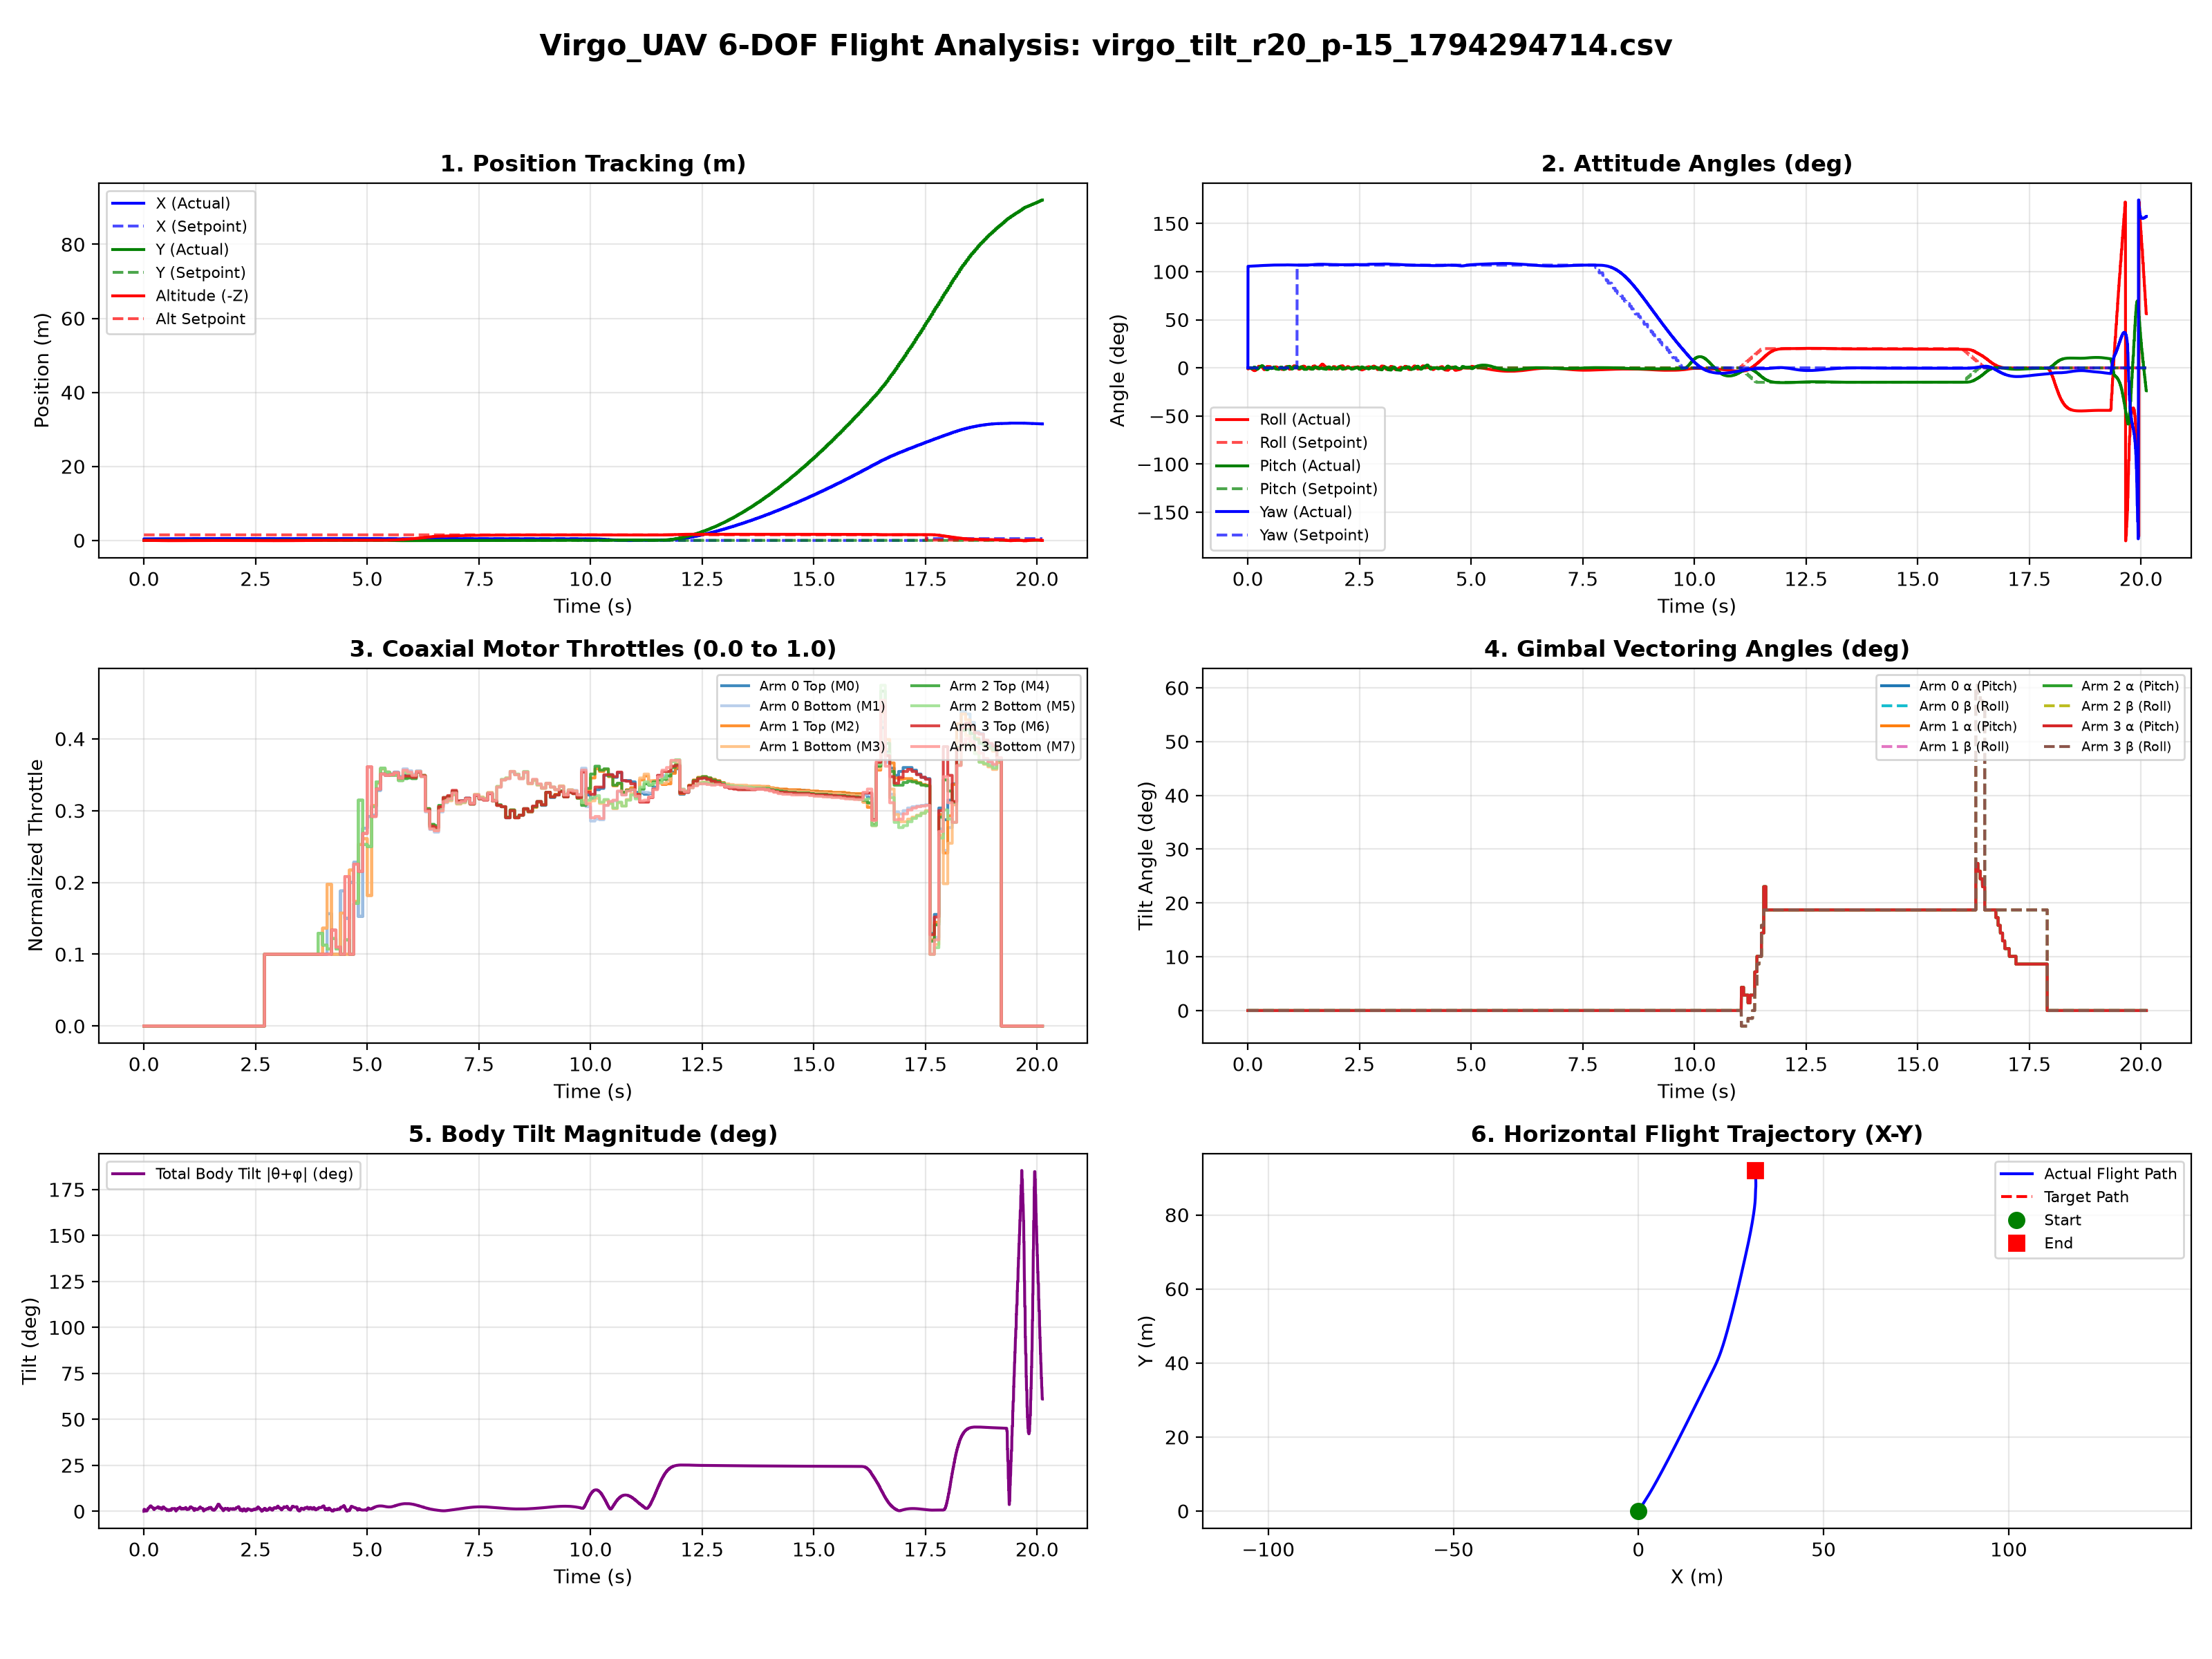 Virgo_UAV 6-DOF Flight Analysis: virgo_tilt_r20_p-15_1794294714.csv
1. Position Tracking (m)
X (Actual)
X (Setpoint)
Y (Actual)
Y (Setpoint)
Altitude (-Z)
Alt Setpoint
Position (m)
80
60
40
20
0
0.0 2.5 5.0 7.5 10.0 12.5 15.0 17.5 20.0
Time (s)
2. Attitude Angles (deg)
Roll (Actual)
Roll (Setpoint)
Pitch (Actual)
Pitch (Setpoint)
Yaw (Actual)
Yaw (Setpoint)
Angle (deg)
150
100
50
0
−50
−100
−150
0.0 2.5 5.0 7.5 10.0 12.5 15.0 17.5 20.0
Time (s)
3. Coaxial Motor Throttles (0.0 to 1.0)
Arm 0 Top (M0)
Arm 0 Bottom (M1)
Arm 1 Top (M2)
Arm 1 Bottom (M3)
Arm 2 Top (M4)
Arm 2 Bottom (M5)
Arm 3 Top (M6)
Arm 3 Bottom (M7)
Normalized Throttle
0.4
0.3
0.2
0.1
0.0
0.0 2.5 5.0 7.5 10.0 12.5 15.0 17.5 20.0
Time (s)
4. Gimbal Vectoring Angles (deg)
Arm 0 α (Pitch)
Arm 0 β (Roll)
Arm 1 α (Pitch)
Arm 1 β (Roll)
Arm 2 α (Pitch)
Arm 2 β (Roll)
Arm 3 α (Pitch)
Arm 3 β (Roll)
Tilt Angle (deg)
60
50
40
30
20
10
0
0.0 2.5 5.0 7.5 10.0 12.5 15.0 17.5 20.0
Time (s)
5. Body Tilt Magnitude (deg)
Total Body Tilt |θ+φ| (deg)
Tilt (deg)
175
150
125
100
75
50
25
0
0.0 2.5 5.0 7.5 10.0 12.5 15.0 17.5 20.0
Time (s)
6. Horizontal Flight Trajectory (X-Y)
Actual Flight Path
Target Path
Start
End
Y (m)
80
60
40
20
0
−100 −50 0 50 100
X (m)